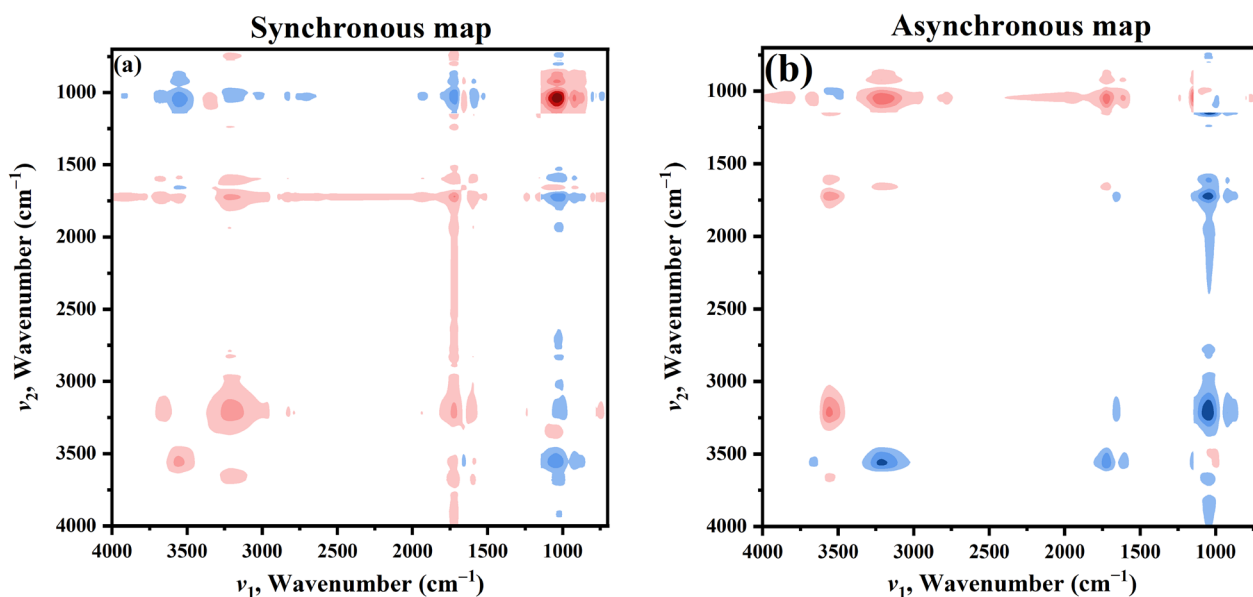 Synchronous map
(a)
1000
1500
2000
2500
3000
3500
4000
4000 3500 3000 2500 2000 1500 1000
ν₂, Wavenumber (cm⁻¹)
ν₁, Wavenumber (cm⁻¹)
Asynchronous map
(b)
1000
1500
2000
2500
3000
3500
4000
4000 3500 3000 2500 2000 1500 1000
ν₂, Wavenumber (cm⁻¹)
ν₁, Wavenumber (cm⁻¹)